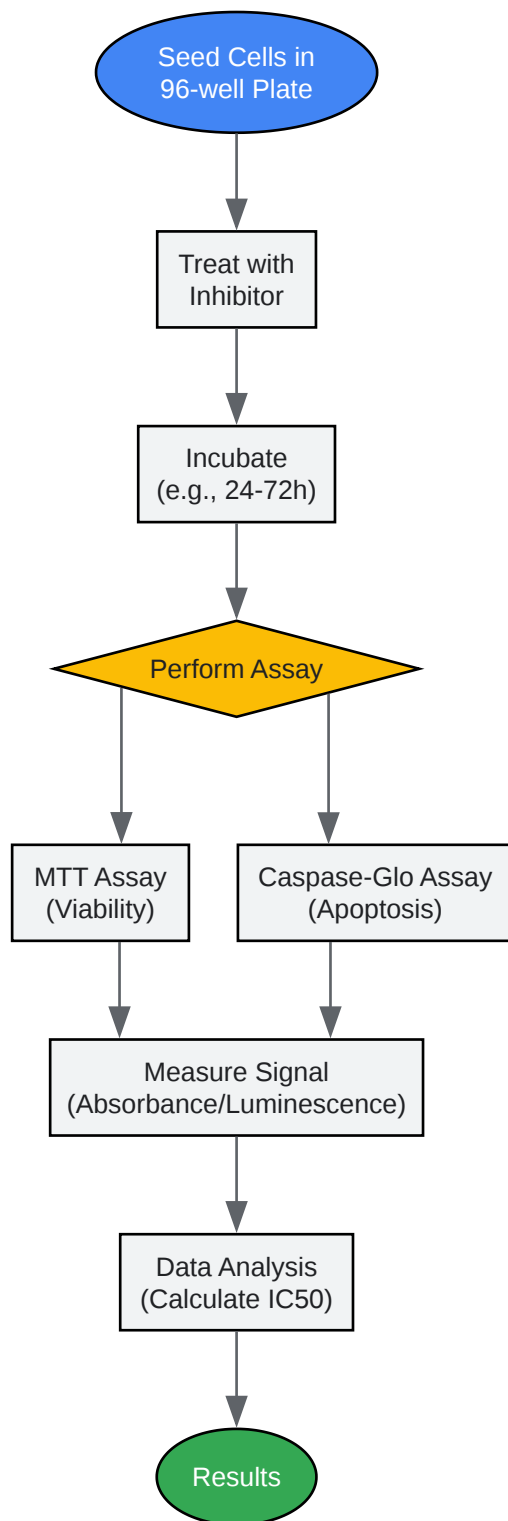 Seed Cells in
96-well Plate
Treat with
Inhibitor
Incubate
(e.g., 24-72h)
Perform Assay
MTT Assay
(Viability)
Caspase-Glo Assay
(Apoptosis)
Measure Signal
(Absorbance/Luminescence)
Data Analysis
(Calculate IC50)
Results